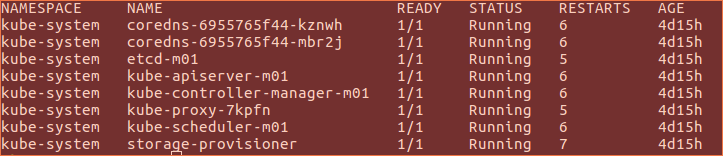 NAMESPACE NAME READY STATUS RESTARTS AGE
kube-system coredns-6955765f44-kznwh 1/1 Running 6 4d15h
kube-system coredns-6955765f44-mbr2j 1/1 Running 6 4d15h
kube-system etcd-m01 1/1 Running 5 4d15h
kube-system kube-apiserver-m01 1/1 Running 6 4d15h
kube-system kube-controller-manager-m01 1/1 Running 6 4d15h
kube-system kube-proxy-7kpfn 1/1 Running 5 4d15h
kube-system kube-scheduler-m01 1/1 Running 6 4d15h
kube-system storage-provisioner 1/1 Running 7 4d15h